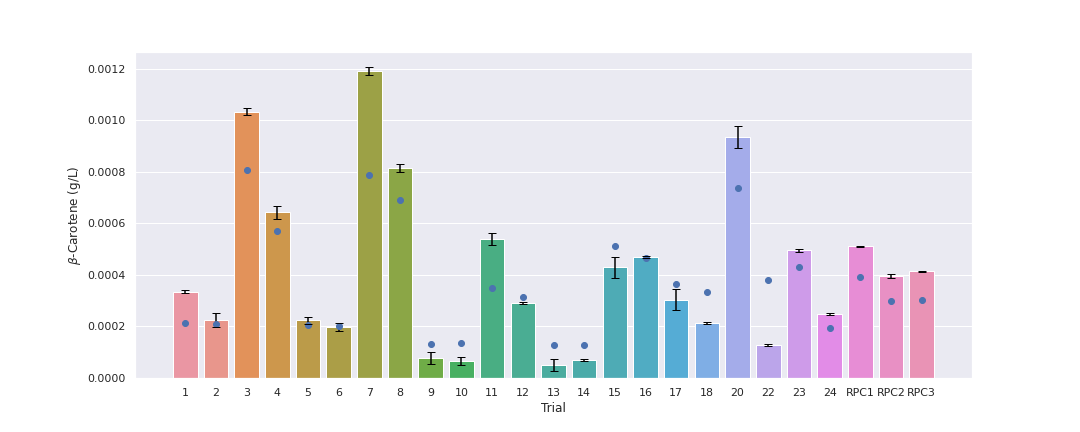 0.0012
0.0010
0.0008
0.0006
0.0004
0.0002
0.0000
β-Carotene (g/L)
1 2 3 4 5 6 7 8 9 10 11 12 13 14 15 16 17 18 20 22 23 24 RPC1 RPC2 RPC3
Trial